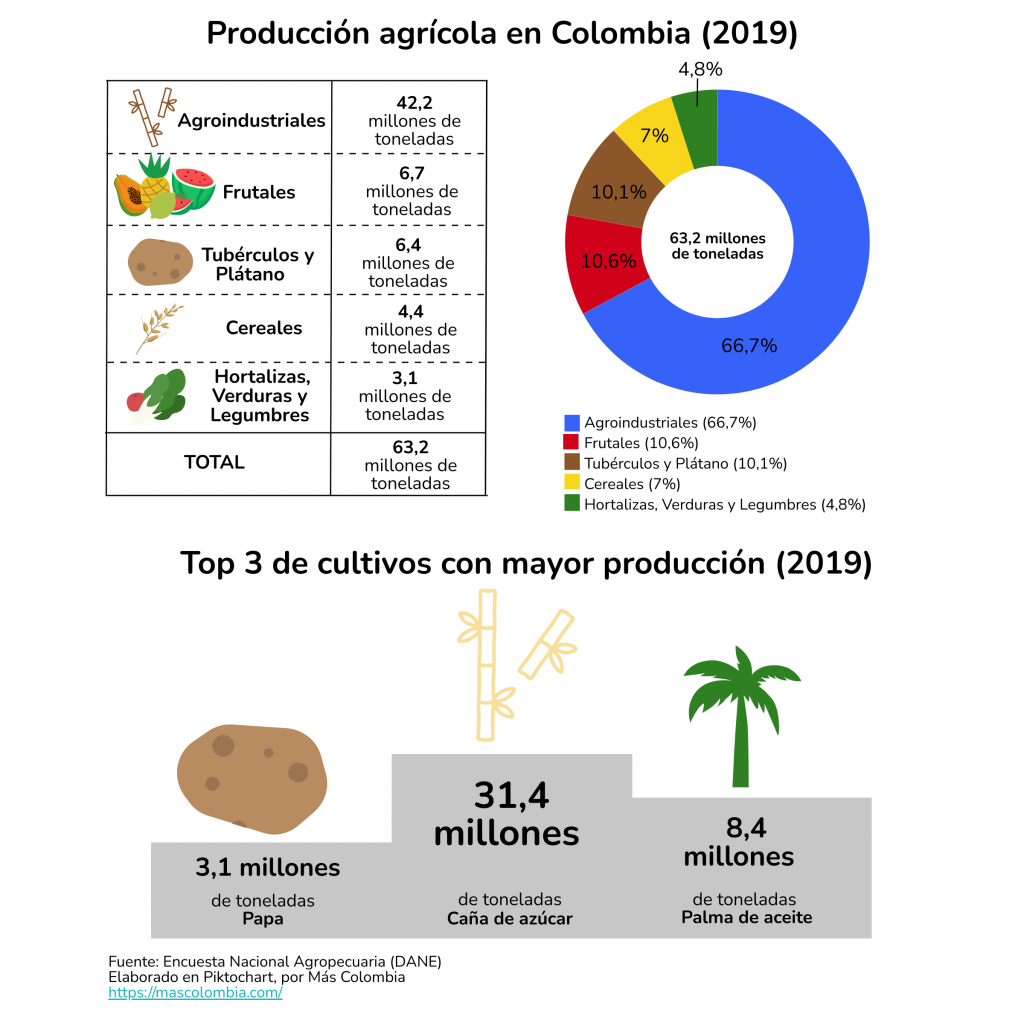 Producción agrícola en Colombia (2019)
Agroindustriales
42,2
millones de
toneladas
Frutales
6,7
millones de
toneladas
Tubérculos y
Plátano
6,4
millones de
toneladas
Cereales
4,4
millones de
toneladas
Hortalizas,
Verduras y
Legumbres
3,1
millones de
toneladas
TOTAL
63,2
millones de
toneladas
4,8%
7%
10,1%
10,6%
66,7%
63,2 millones
de toneladas
Agroindustriales (66,7%)
Frutales (10,6%)
Tubérculos y Plátano (10,1%)
Cereales (7%)
Hortalizas, Verduras y Legumbres (4,8%)
Top 3 de cultivos con mayor producción (2019)
3,1 millones
de toneladas
Papa
31,4
millones
de toneladas
Caña de azúcar
8,4
millones
de toneladas
Palma de aceite
Fuente: Encuesta Nacional Agropecuaria (DANE)
Elaborado en Piktochart, por Más Colombia
https://mascolombia.com/